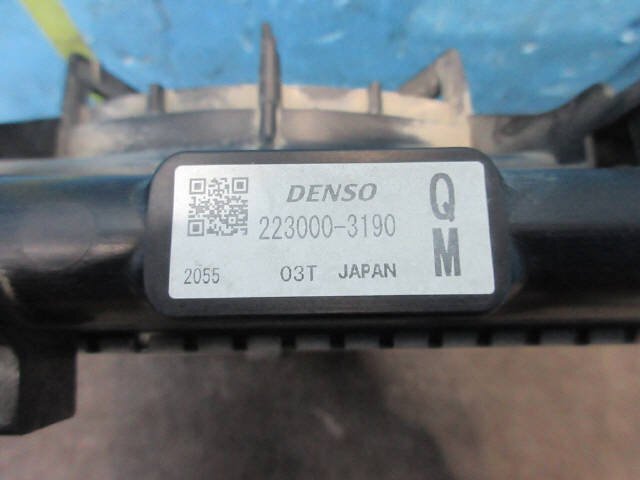 DENSO
223000-3190
Q
M
2055
03T JAPAN